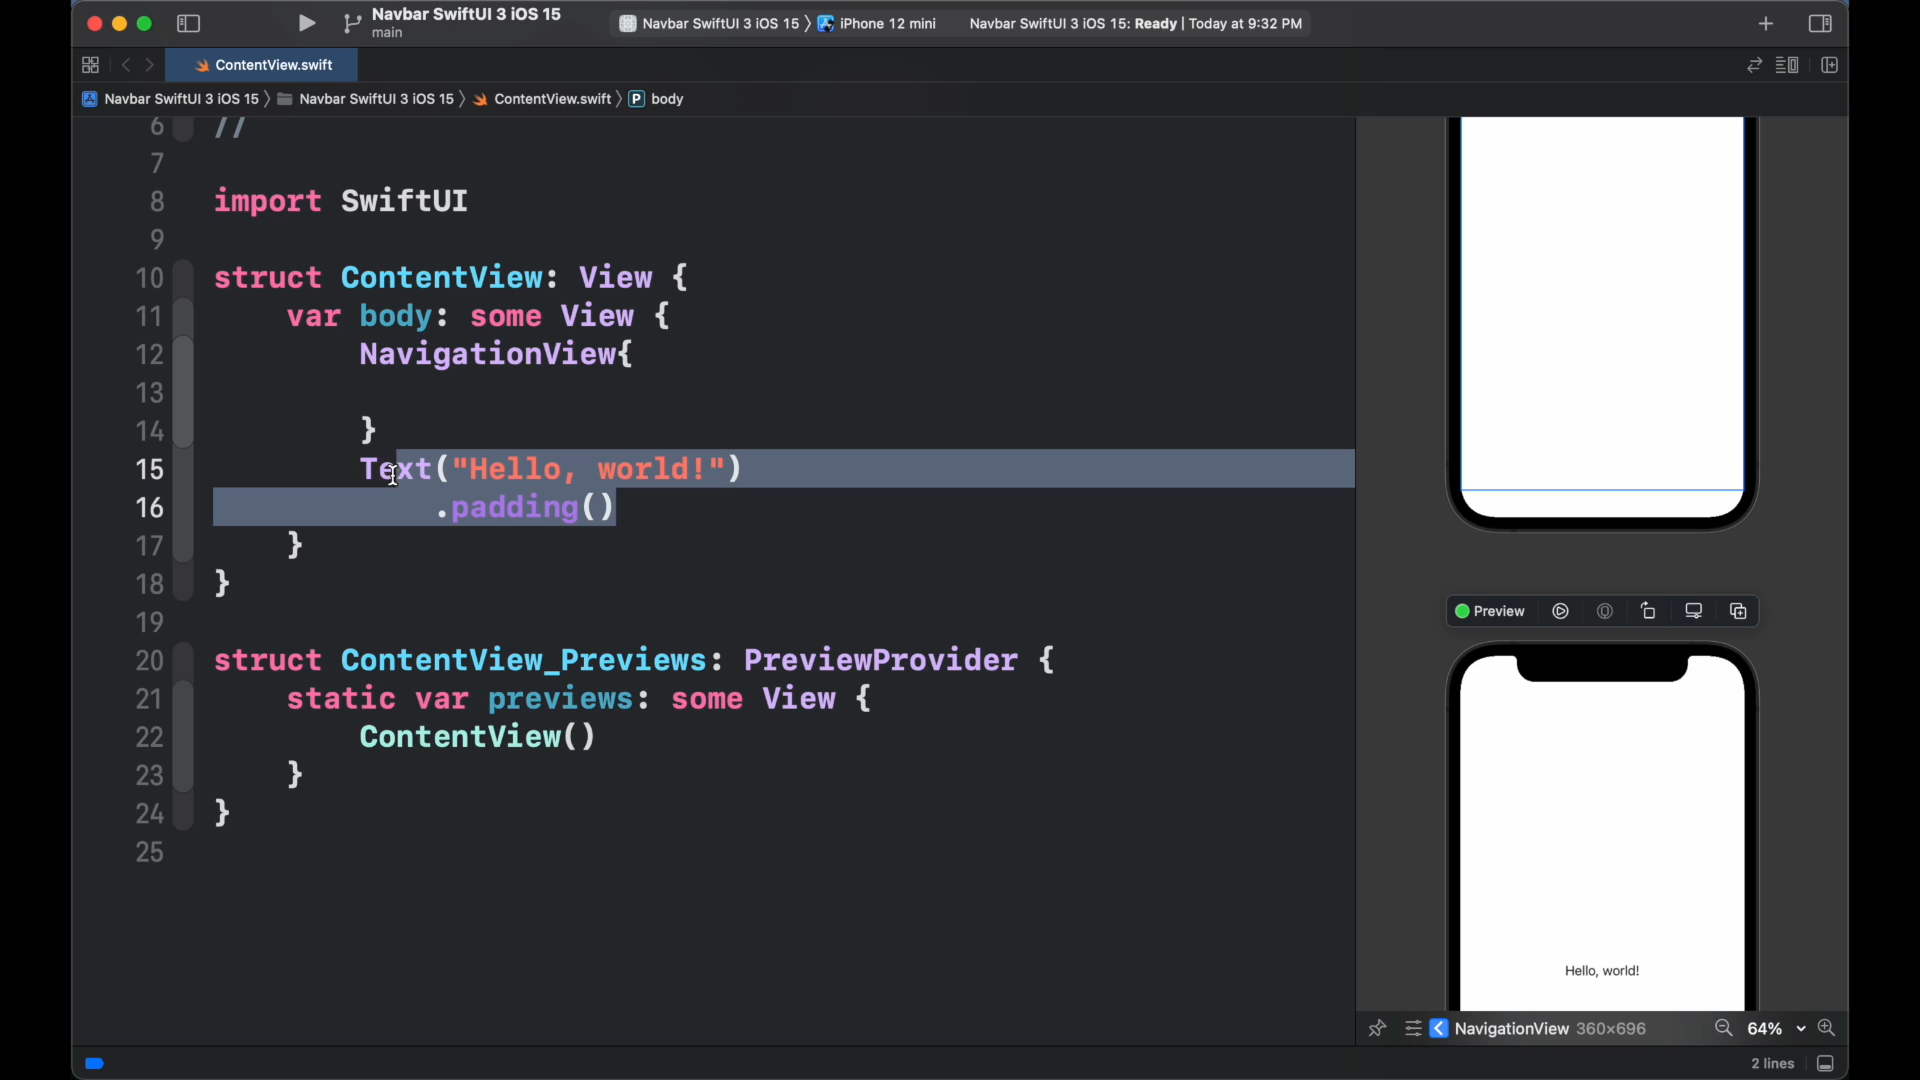 Navbar SwiftUI 3 iOS 15
main
Navbar SwiftUI 3 iOS 15 〉 iPhone 12 mini
Navbar SwiftUI 3 iOS 15: Ready | Today at 9:32 PM
ContentView.swift
Navbar SwiftUI 3 iOS 15 〉 Navbar SwiftUI 3 iOS 15 〉 ContentView.swift 〉 P body
6 //
7
8 import SwiftUI
9
10 struct ContentView: View {
11     var body: some View {
12         NavigationView{
13
14         }
15         Text("Hello, world!")
16             .padding()
17     }
18 }
19
20 struct ContentView_Previews: PreviewProvider {
21     static var previews: some View {
22         ContentView()
23     }
24 }
25
Preview
Hello, world!
NavigationView 360×696
64%
2 lines